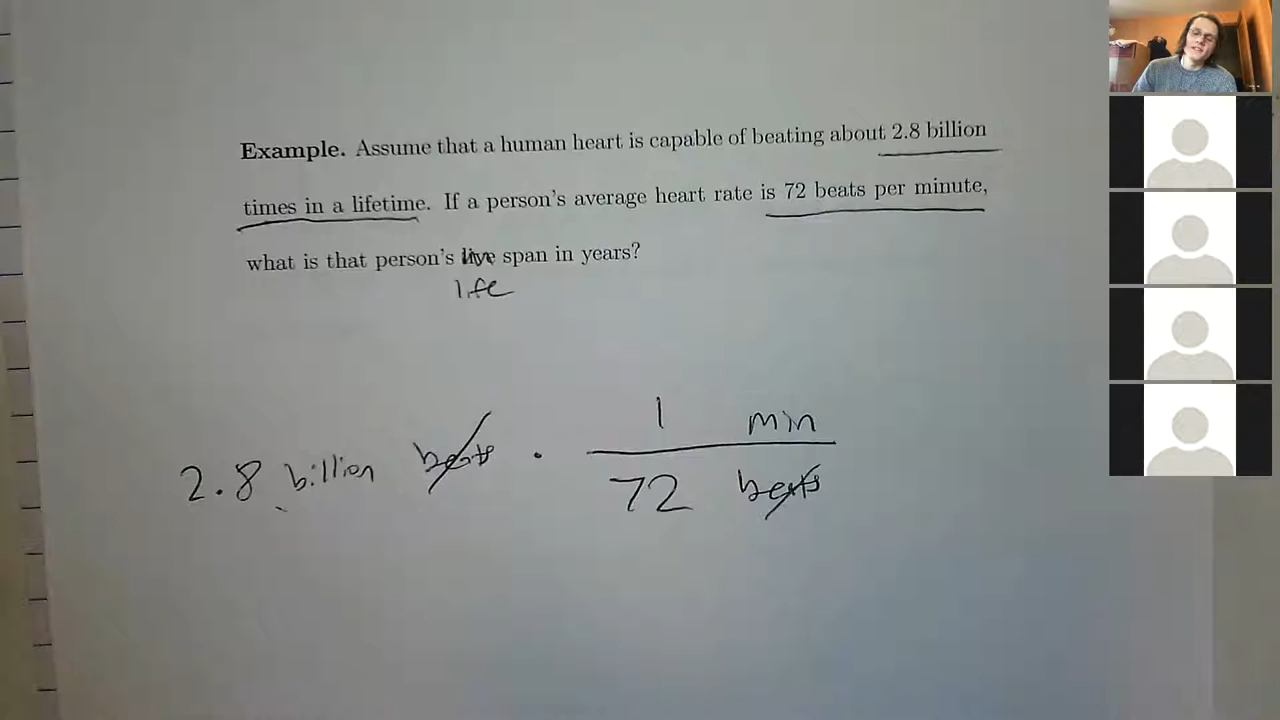 Example. Assume that a human heart is capable of beating about 2.8 billion
times in a lifetime. If a person's average heart rate is 72 beats per minute,
what is that person's live span in years?
life
1 min
2.8 billion beats ·
72 beats